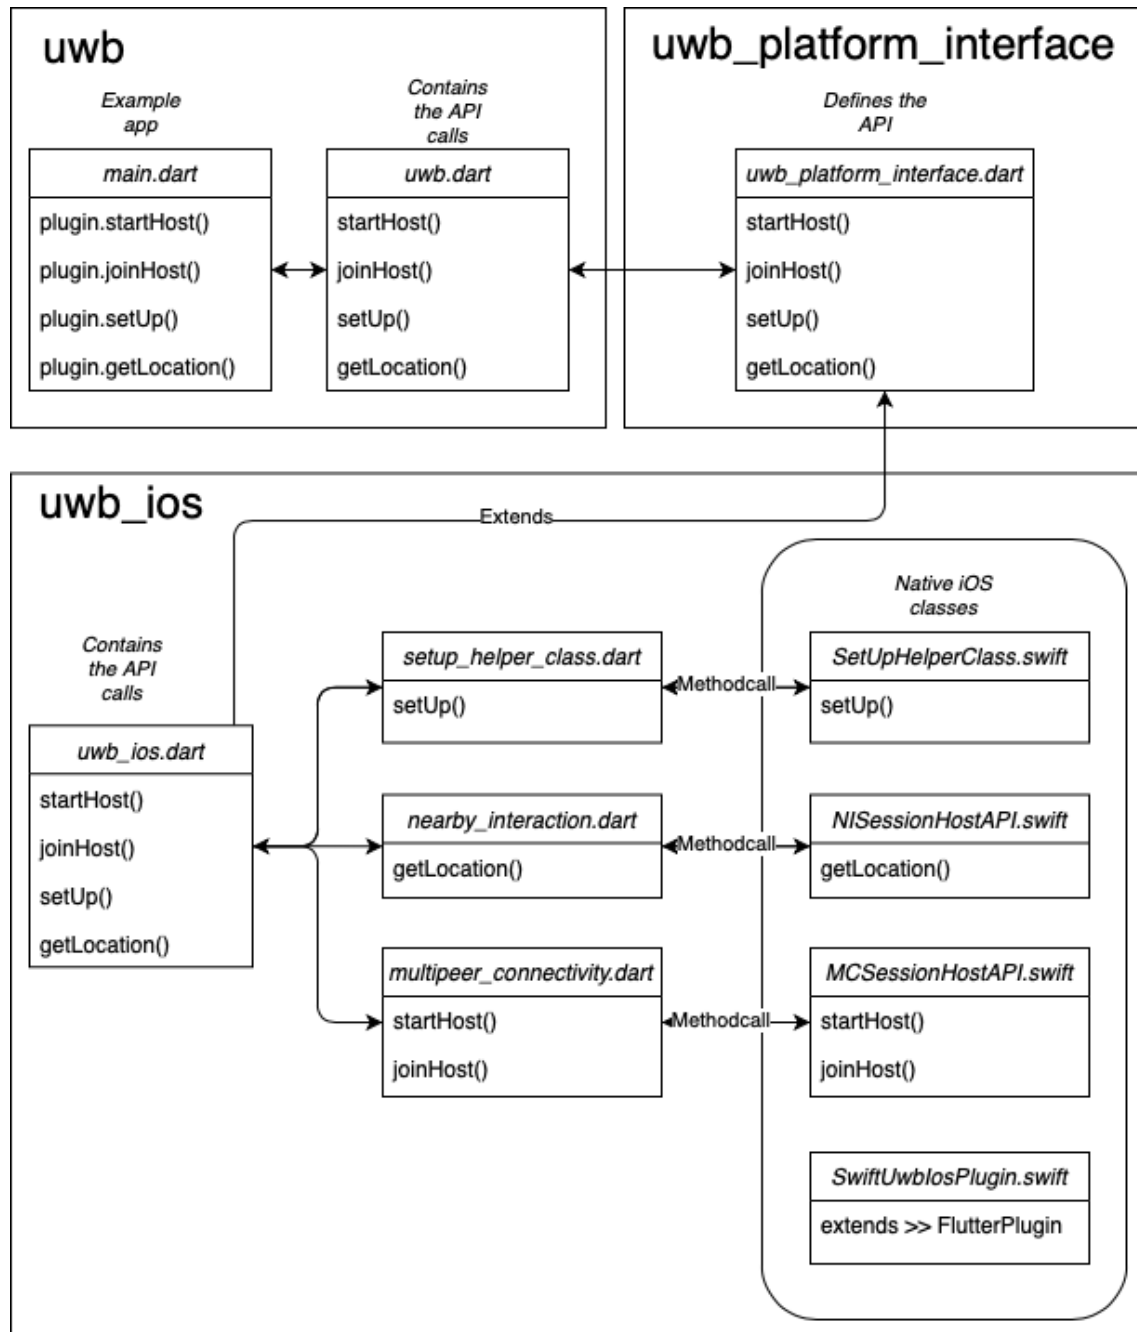 uwb
Example
app
Contains
the API
calls
main.dart
plugin.startHost()
plugin.joinHost()
plugin.setUp()
plugin.getLocation()
uwb.dart
startHost()
joinHost()
setUp()
getLocation()
uwb_platform_interface
Defines the
API
uwb_platform_interface.dart
startHost()
joinHost()
setUp()
getLocation()
uwb_ios
Extends
Contains
the API
calls
uwb_ios.dart
startHost()
joinHost()
setUp()
getLocation()
setup_helper_class.dart
setUp()
nearby_interaction.dart
getLocation()
multipeer_connectivity.dart
startHost()
joinHost()
Methodcall
Methodcall
Methodcall
Native iOS
classes
SetUpHelperClass.swift
setUp()
NISessionHostAPI.swift
getLocation()
MCSessionHostAPI.swift
startHost()
joinHost()
SwiftUwbIosPlugin.swift
extends >> FlutterPlugin